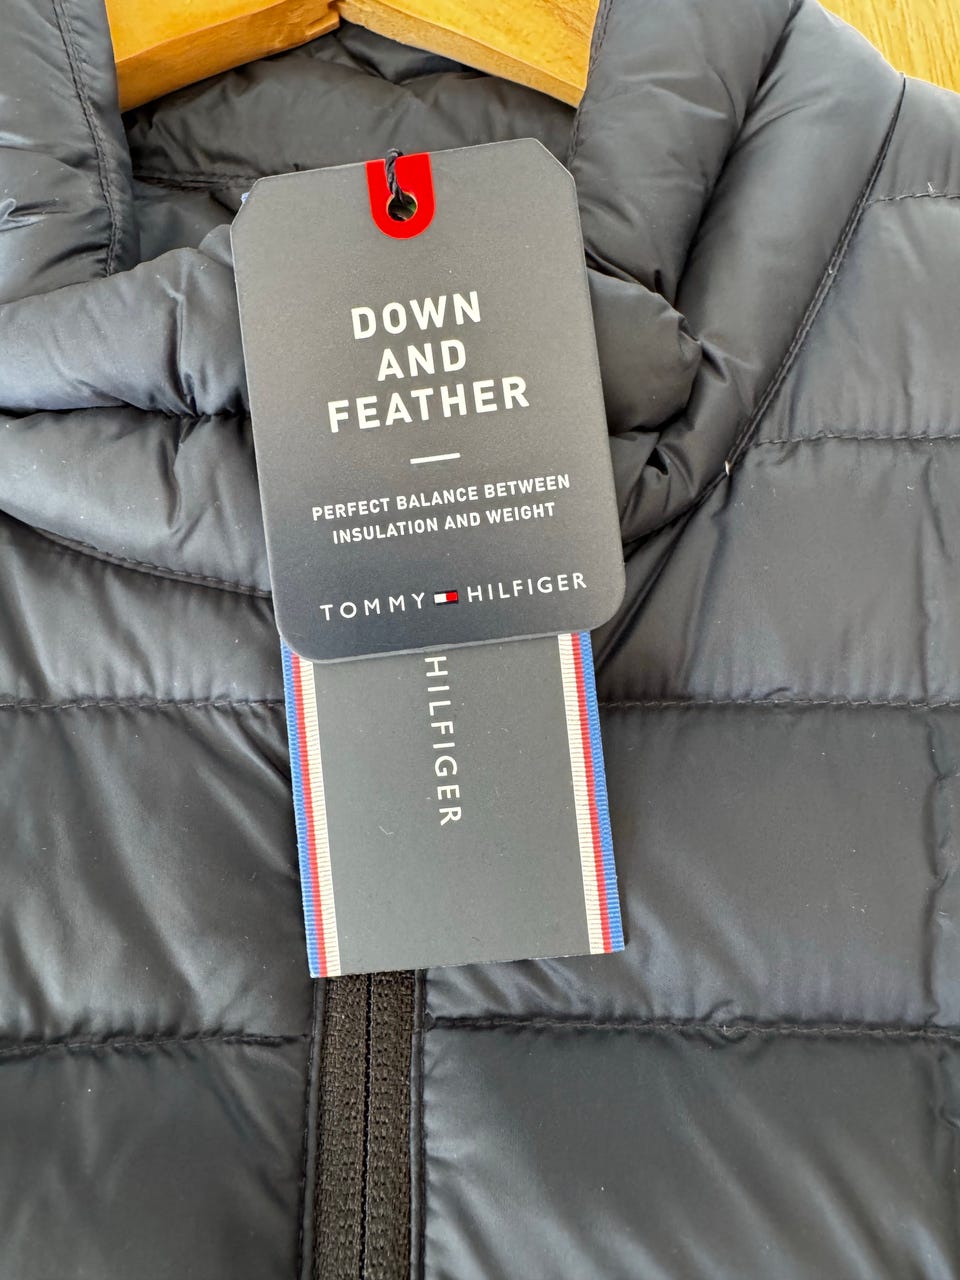 DOWN
AND
FEATHER
PERFECT BALANCE BETWEEN
INSULATION AND WEIGHT
TOMMY HILFIGER
HILFIGER